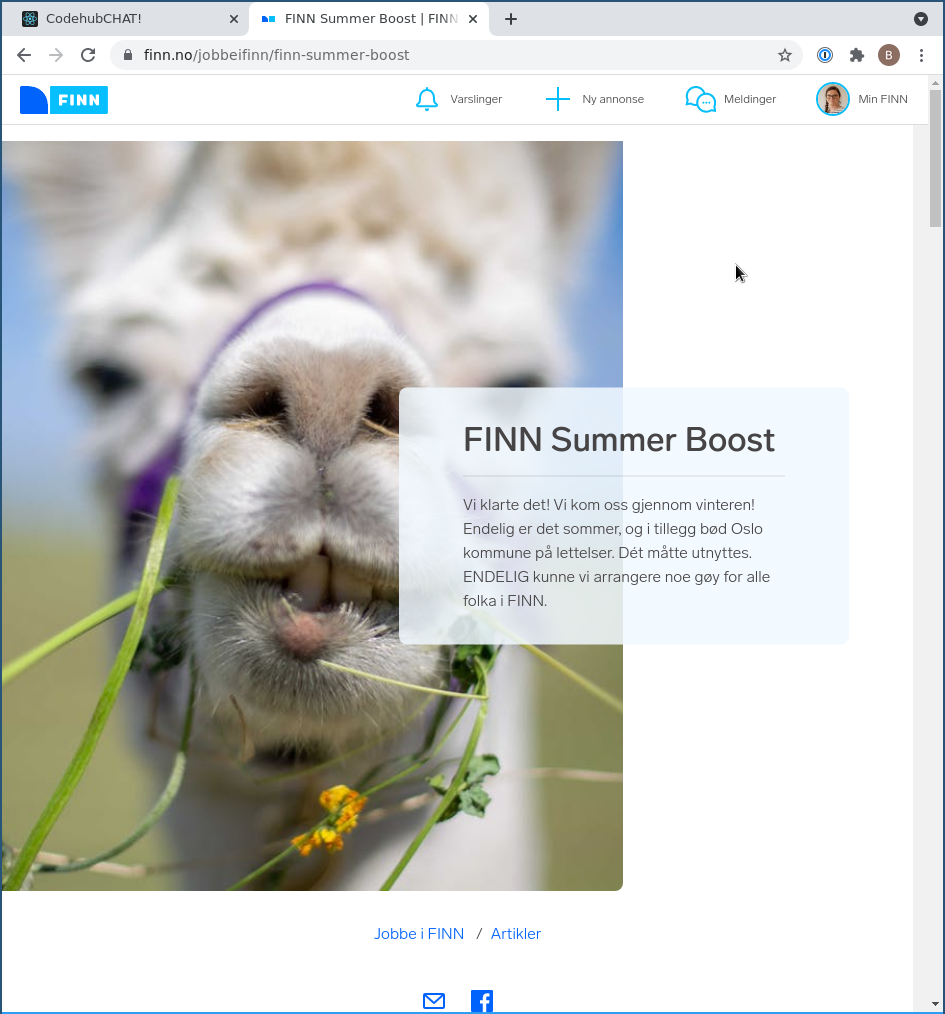 CodehubCHAT!
FINN Summer Boost | FINN
finn.no/jobbeifinn/finn-summer-boost
B
FINN
Varslinger
Ny annonse
Meldinger
Min FINN
FINN Summer Boost
Vi klarte det! Vi kom oss gjennom vinteren!
Endelig er det sommer, og i tillegg bød Oslo
kommune på lettelser. Dét måtte utnyttes.
ENDELIG kunne vi arrangere noe gøy for alle
folka i FINN.
Jobbe i FINN / Artikler